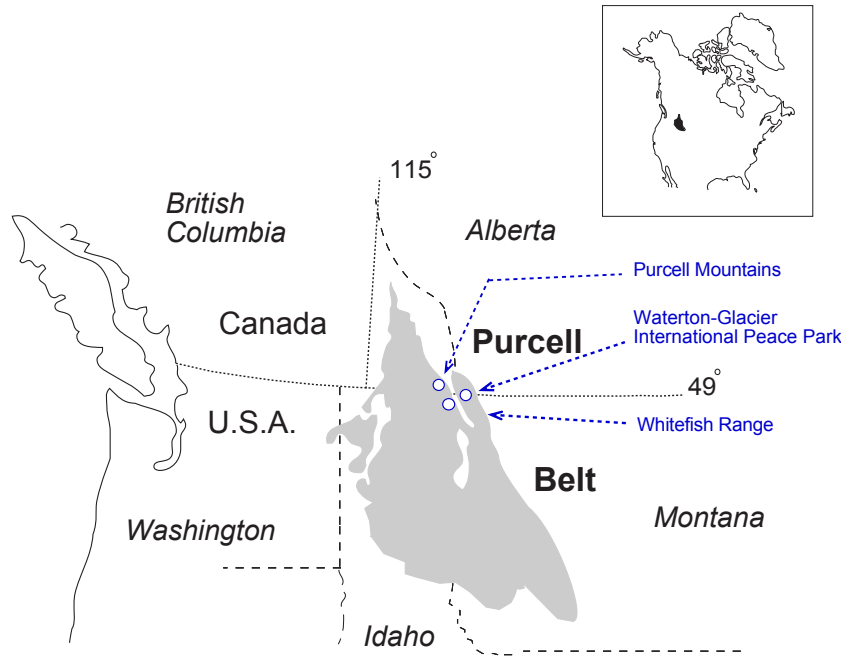 115°
British
Columbia
Alberta
Purcell Mountains
Canada
Purcell
Waterton-Glacier
International Peace Park
49°
U.S.A.
Whitefish Range
Belt
Washington
Montana
Idaho